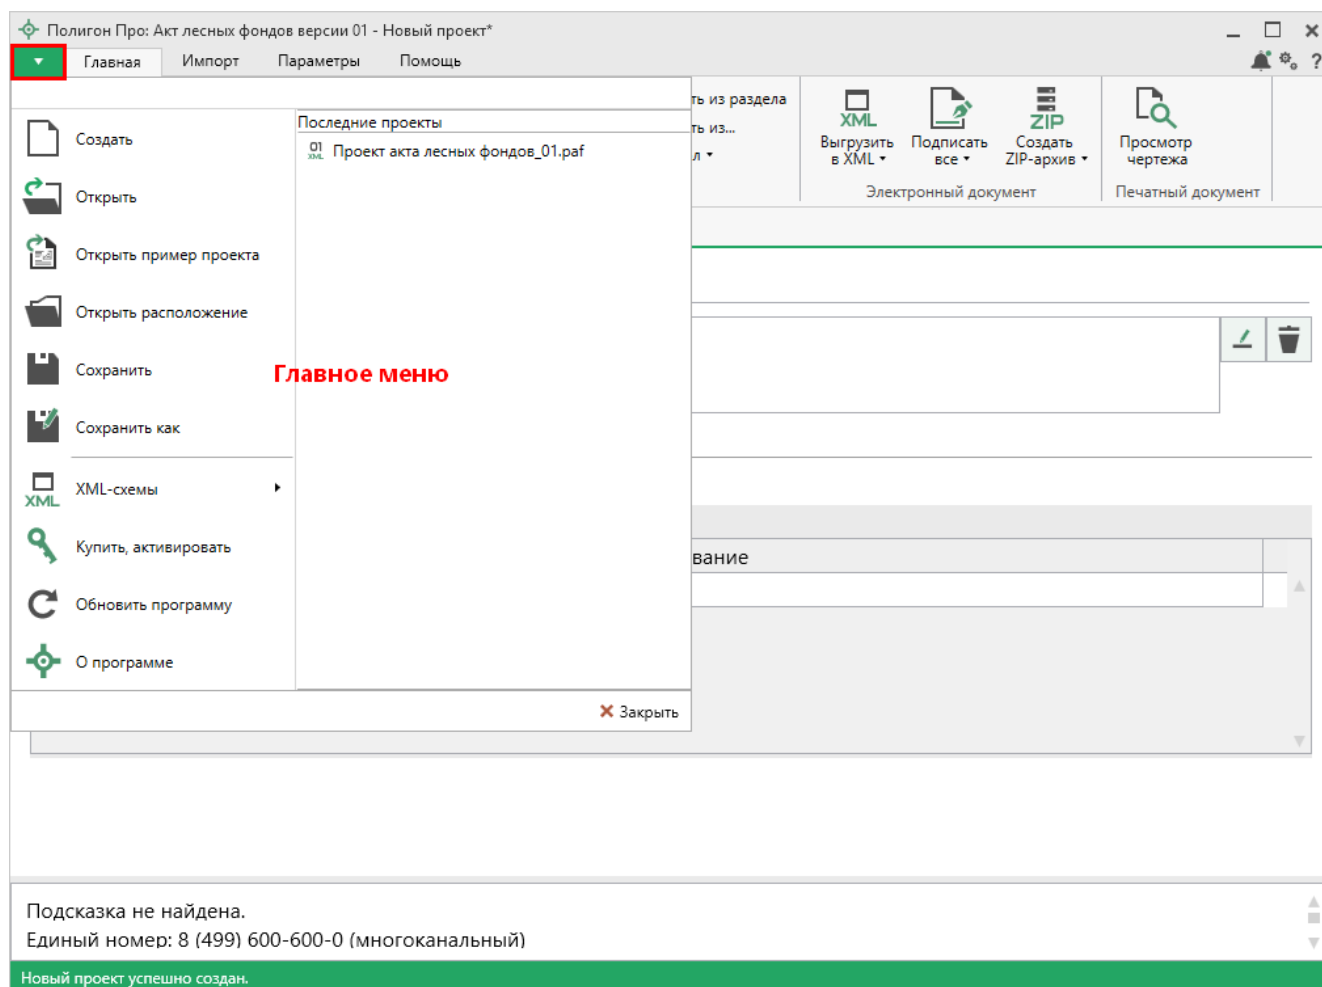 Полигон Про: Акт лесных фондов версии 01 - Новый проект*
Главная Импорт Параметры Помощь
?
ть из раздела
ть из...
л
XML
Выгрузить
в XML
Подписать
все
ZIP
Создать
ZIP-архив
Просмотр
чертежа
Электронный документ
Печатный документ
Создать
Открыть
Открыть пример проекта
Открыть расположение
Сохранить
Сохранить как
XML
XML-схемы
Купить, активировать
Обновить программу
О программе
Последние проекты
01
XML
Проект акта лесных фондов_01.paf
Главное меню
Закрыть
вание
Подсказка не найдена.
Единый номер: 8 (499) 600-600-0 (многоканальный)
Новый проект успешно создан.